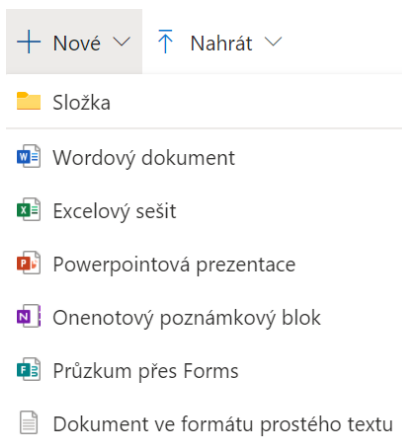 Nové Nahrát
Složka
Wordový dokument
Excelový sešit
Powerpointová prezentace
Onenotový poznámkový blok
Průzkum přes Forms
Dokument ve formátu prostého textu